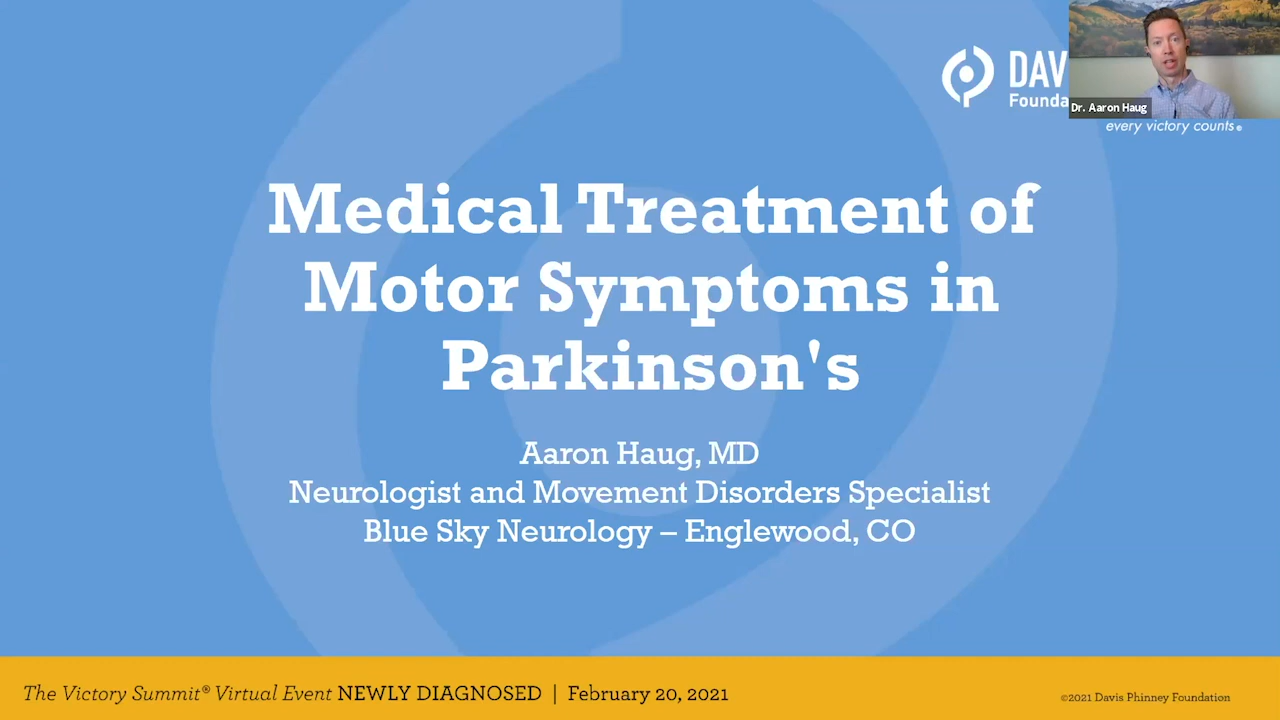 DAV
Founda
Dr. Aaron Haug
every victory counts®
Medical Treatment of
Motor Symptoms in
Parkinson's
Aaron Haug, MD
Neurologist and Movement Disorders Specialist
Blue Sky Neurology – Englewood, CO
The Victory Summit® Virtual Event NEWLY DIAGNOSED | February 20, 2021
©2021 Davis Phinney Foundation